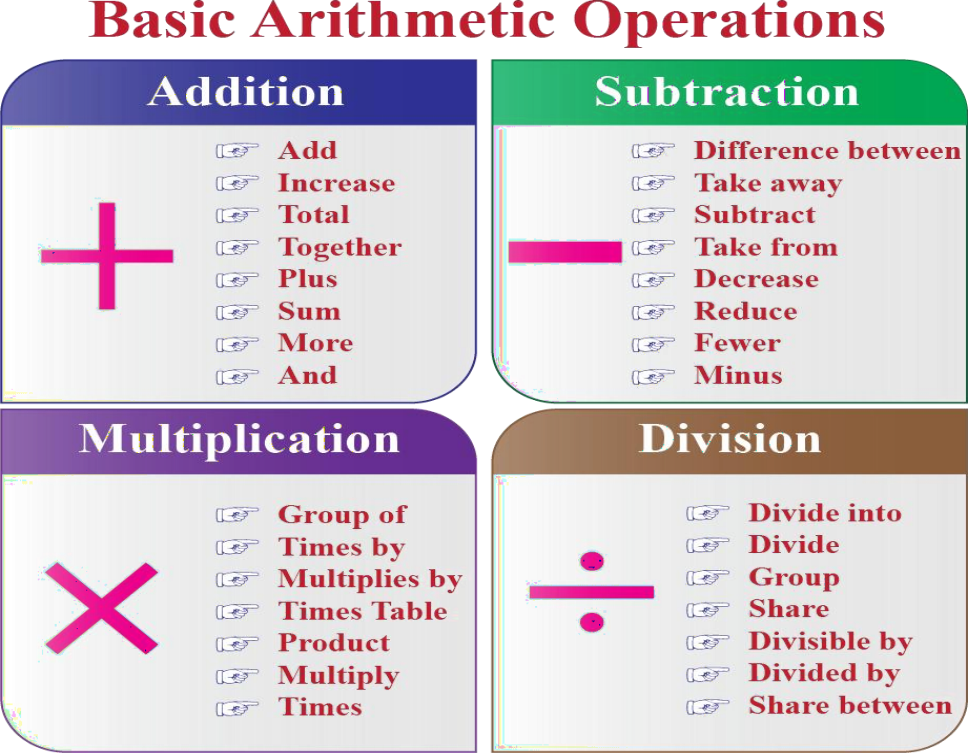 Basic Arithmetic Operations
Addition
Add
Increase
Total
Together
Plus
Sum
More
And
Subtraction
Difference between
Take away
Subtract
Take from
Decrease
Reduce
Fewer
Minus
Multiplication
Group of
Times by
Multiplies by
Times Table
Product
Multiply
Times
Division
Divide into
Divide
Group
Share
Divisible by
Divided by
Share between